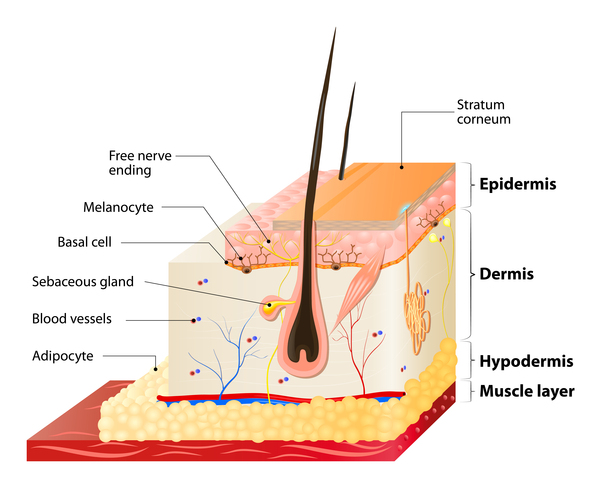 Stratum
corneum
Free nerve
ending
Epidermis
Melanocyte
Basal cell
Dermis
Sebaceous gland
Blood vessels
Adipocyte
Hypodermis
Muscle layer